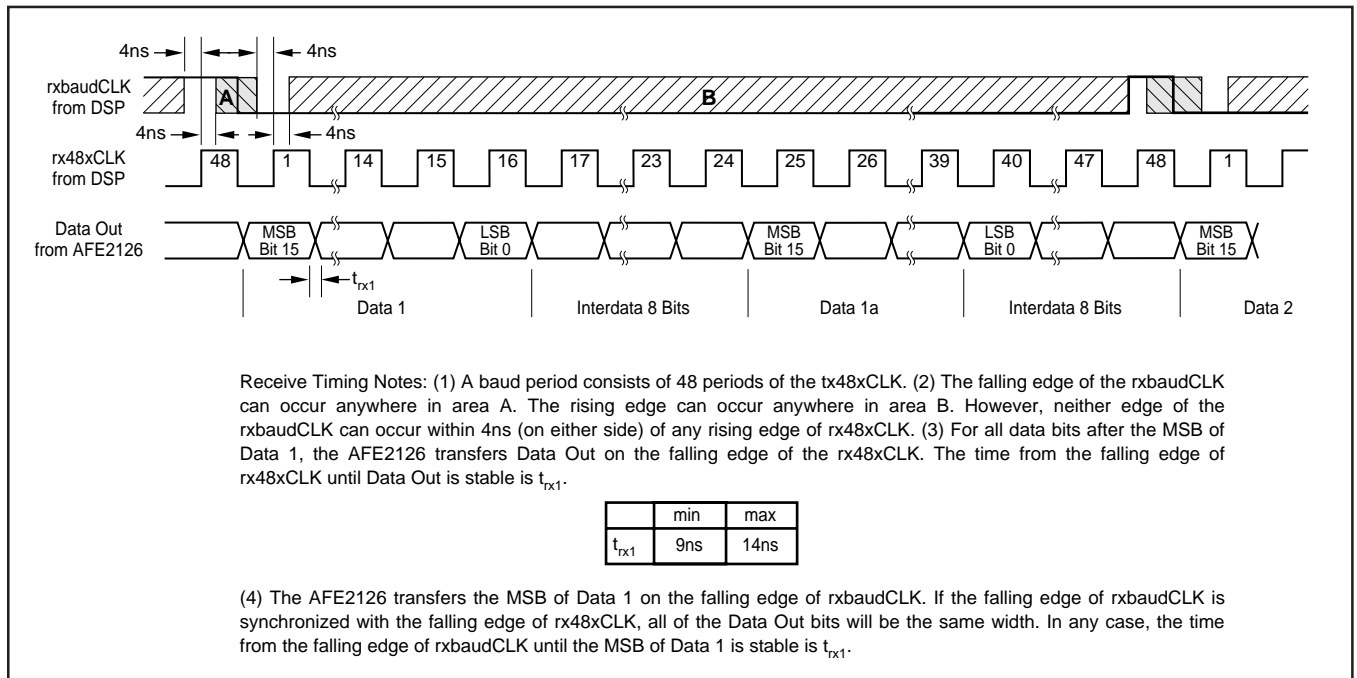 4ns 4ns
rxbaudCLK
from DSP
A B
4ns 4ns
rx48xCLK
from DSP
48 1 14 15 16 17 23 24 25 26 39 40 47 48 1
Data Out
from AFE2126
MSB
Bit 15
LSB
Bit 0
MSB
Bit 15
LSB
Bit 0
MSB
Bit 15
trx1
Data 1 Interdata 8 Bits Data 1a Interdata 8 Bits Data 2
Receive Timing Notes: (1) A baud period consists of 48 periods of the tx48xCLK. (2) The falling edge of the rxbaudCLK
can occur anywhere in area A. The rising edge can occur anywhere in area B. However, neither edge of the
rxbaudCLK can occur within 4ns (on either side) of any rising edge of rx48xCLK. (3) For all data bits after the MSB of
Data 1, the AFE2126 transfers Data Out on the falling edge of the rx48xCLK. The time from the falling edge of
rx48xCLK until Data Out is stable is trx1.
min max
trx1 9ns 14ns
(4) The AFE2126 transfers the MSB of Data 1 on the falling edge of rxbaudCLK. If the falling edge of rxbaudCLK is
synchronized with the falling edge of rx48xCLK, all of the Data Out bits will be the same width. In any case, the time
from the falling edge of rxbaudCLK until the MSB of Data 1 is stable is trx1.